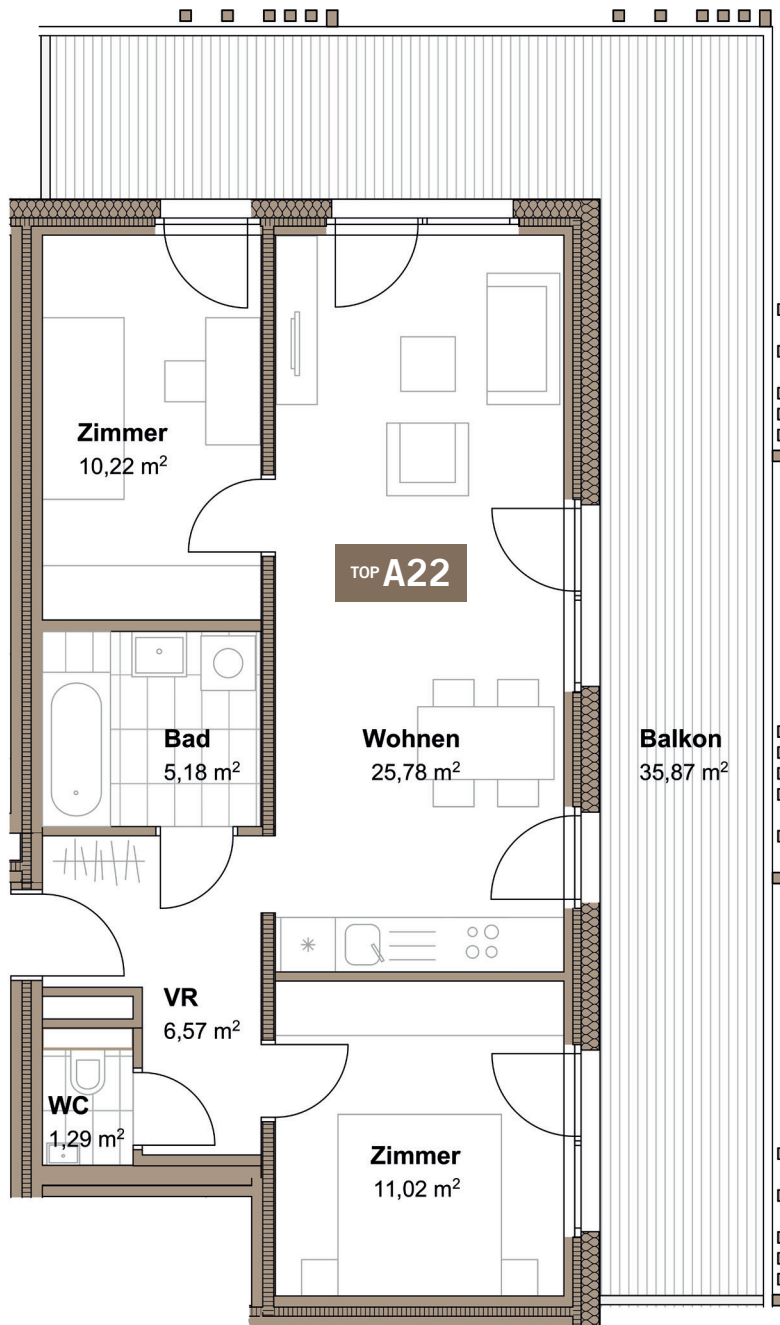 Zimmer
10,22 m²
TOP A22
Bad
5,18 m²
Wohnen
25,78 m²
Balkon
35,87 m²
VR
6,57 m²
WC
1,29 m²
Zimmer
11,02 m²